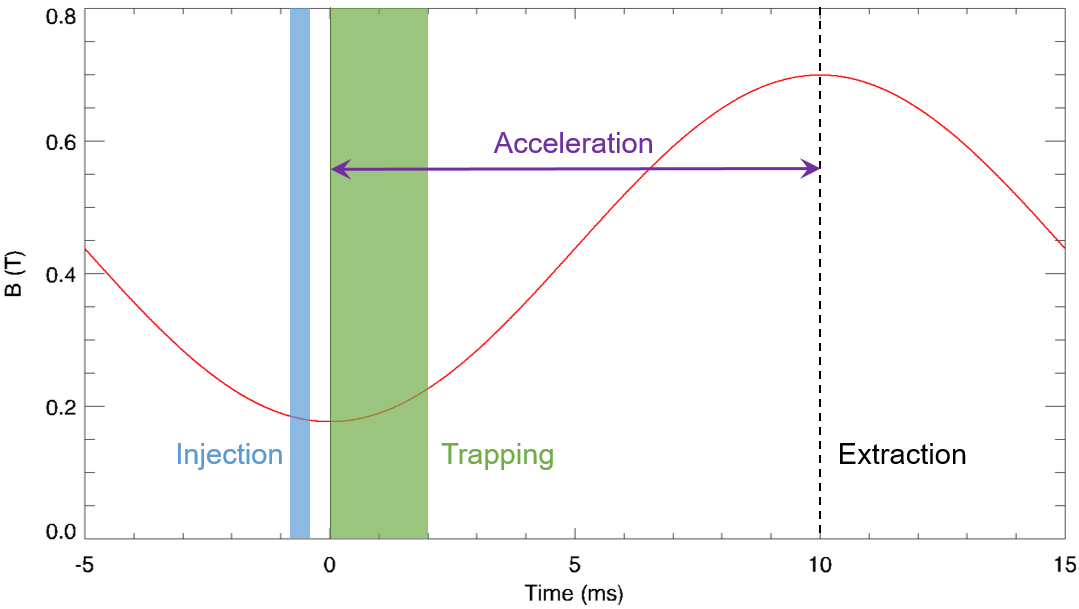 0.8
0.6
0.4
0.2
0.0
B (T)
Acceleration
Injection
Trapping
Extraction
-5
0
5
10
15
Time (ms)